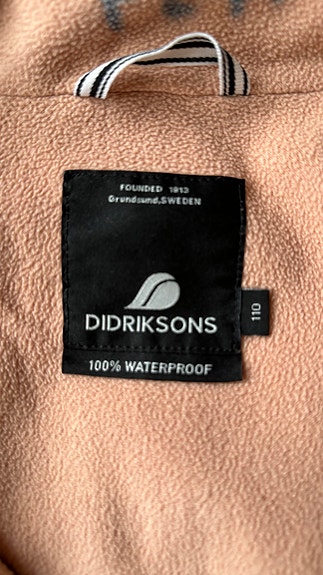 FOUNDED 1913
Grundsund,SWEDEN
DIDRIKSONS
100% WATERPROOF
110